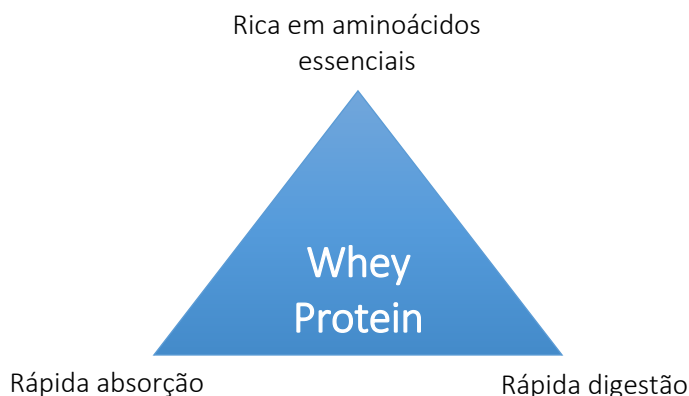 Rica em aminoácidos
essenciais
Whey
Protein
Rápida absorção
Rápida digestão